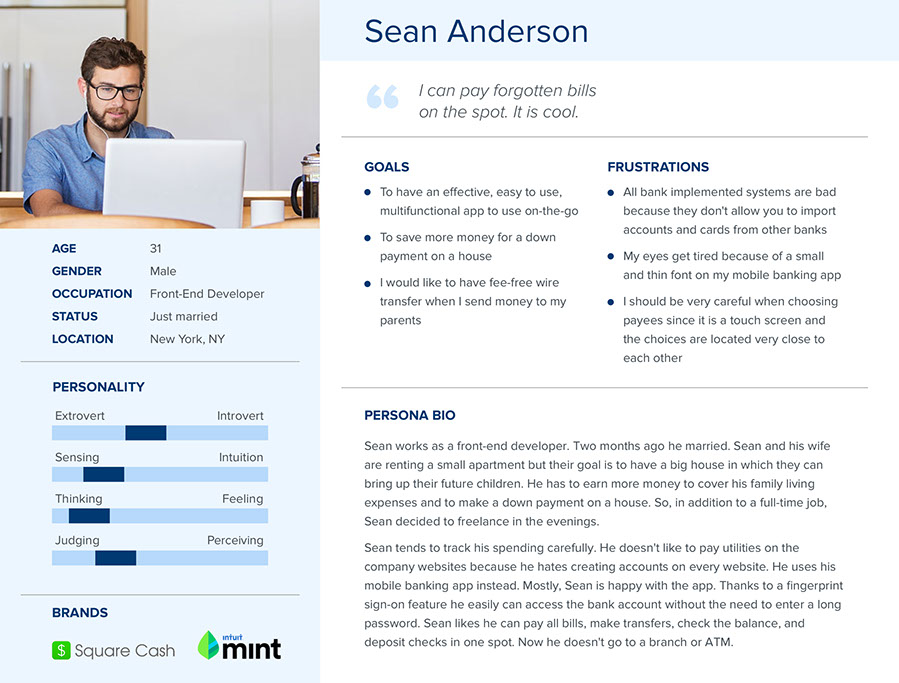 Sean Anderson
“ I can pay forgotten bills
on the spot. It is cool.
AGE 31
GENDER Male
OCCUPATION Front-End Developer
STATUS Just married
LOCATION New York, NY
PERSONALITY
Extrovert Introvert
Sensing Intuition
Thinking Feeling
Judging Perceiving
BRANDS
$ Square Cash
intuit
mint
GOALS
To have an effective, easy to use,
multifunctional app to use on-the-go
To save more money for a down
payment on a house
I would like to have fee-free wire
transfer when I send money to my
parents
FRUSTRATIONS
All bank implemented systems are bad
because they don't allow you to import
accounts and cards from other banks
My eyes get tired because of a small
and thin font on my mobile banking app
I should be very careful when choosing
payees since it is a touch screen and
the choices are located very close to
each other
PERSONA BIO
Sean works as a front-end developer. Two months ago he married. Sean and his wife
are renting a small apartment but their goal is to have a big house in which they can
bring up their future children. He has to earn more money to cover his family living
expenses and to make a down payment on a house. So, in addition to a full-time job,
Sean decided to freelance in the evenings.
Sean tends to track his spending carefully. He doesn't like to pay utilities on the
company websites because he hates creating accounts on every website. He uses his
mobile banking app instead. Mostly, Sean is happy with the app. Thanks to a fingerprint
sign-on feature he easily can access the bank account without the need to enter a long
password. Sean likes he can pay all bills, make transfers, check the balance, and
deposit checks in one spot. Now he doesn't go to a branch or ATM.